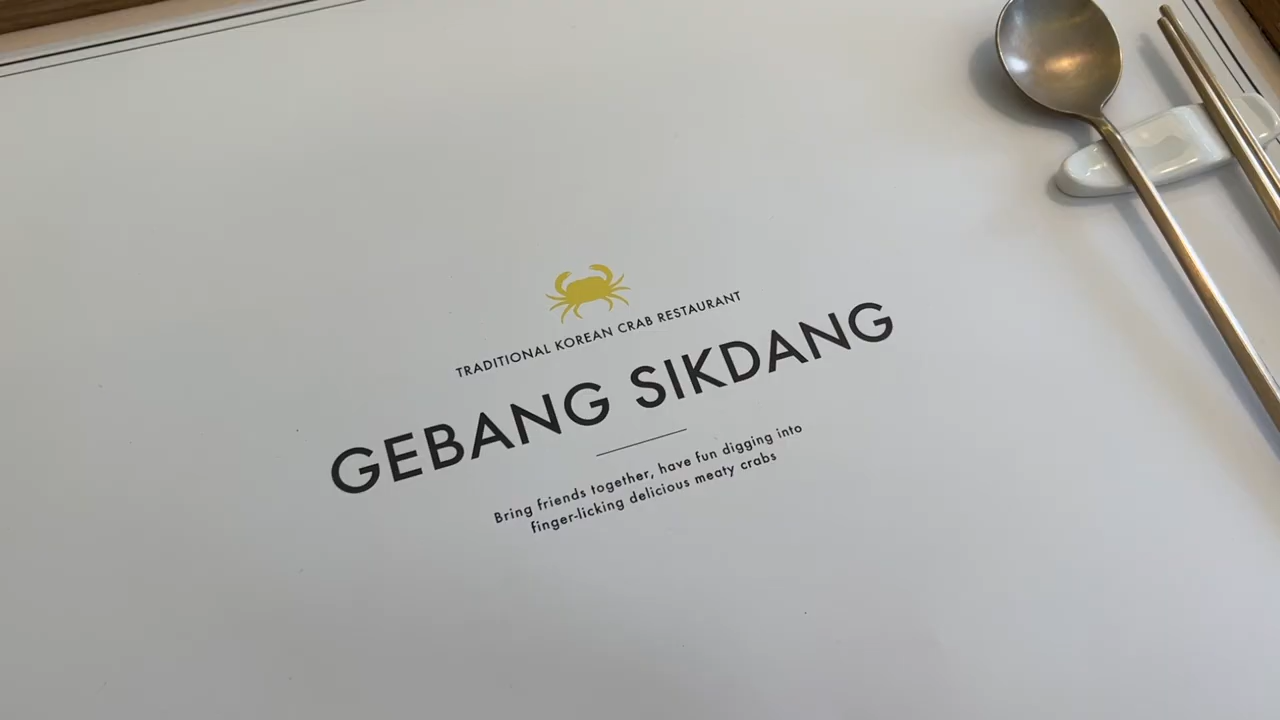 TRADITIONAL KOREAN CRAB RESTAURANT
GEBANG SIKDANG
Bring friends together, have fun digging into
finger-licking delicious meaty crabs